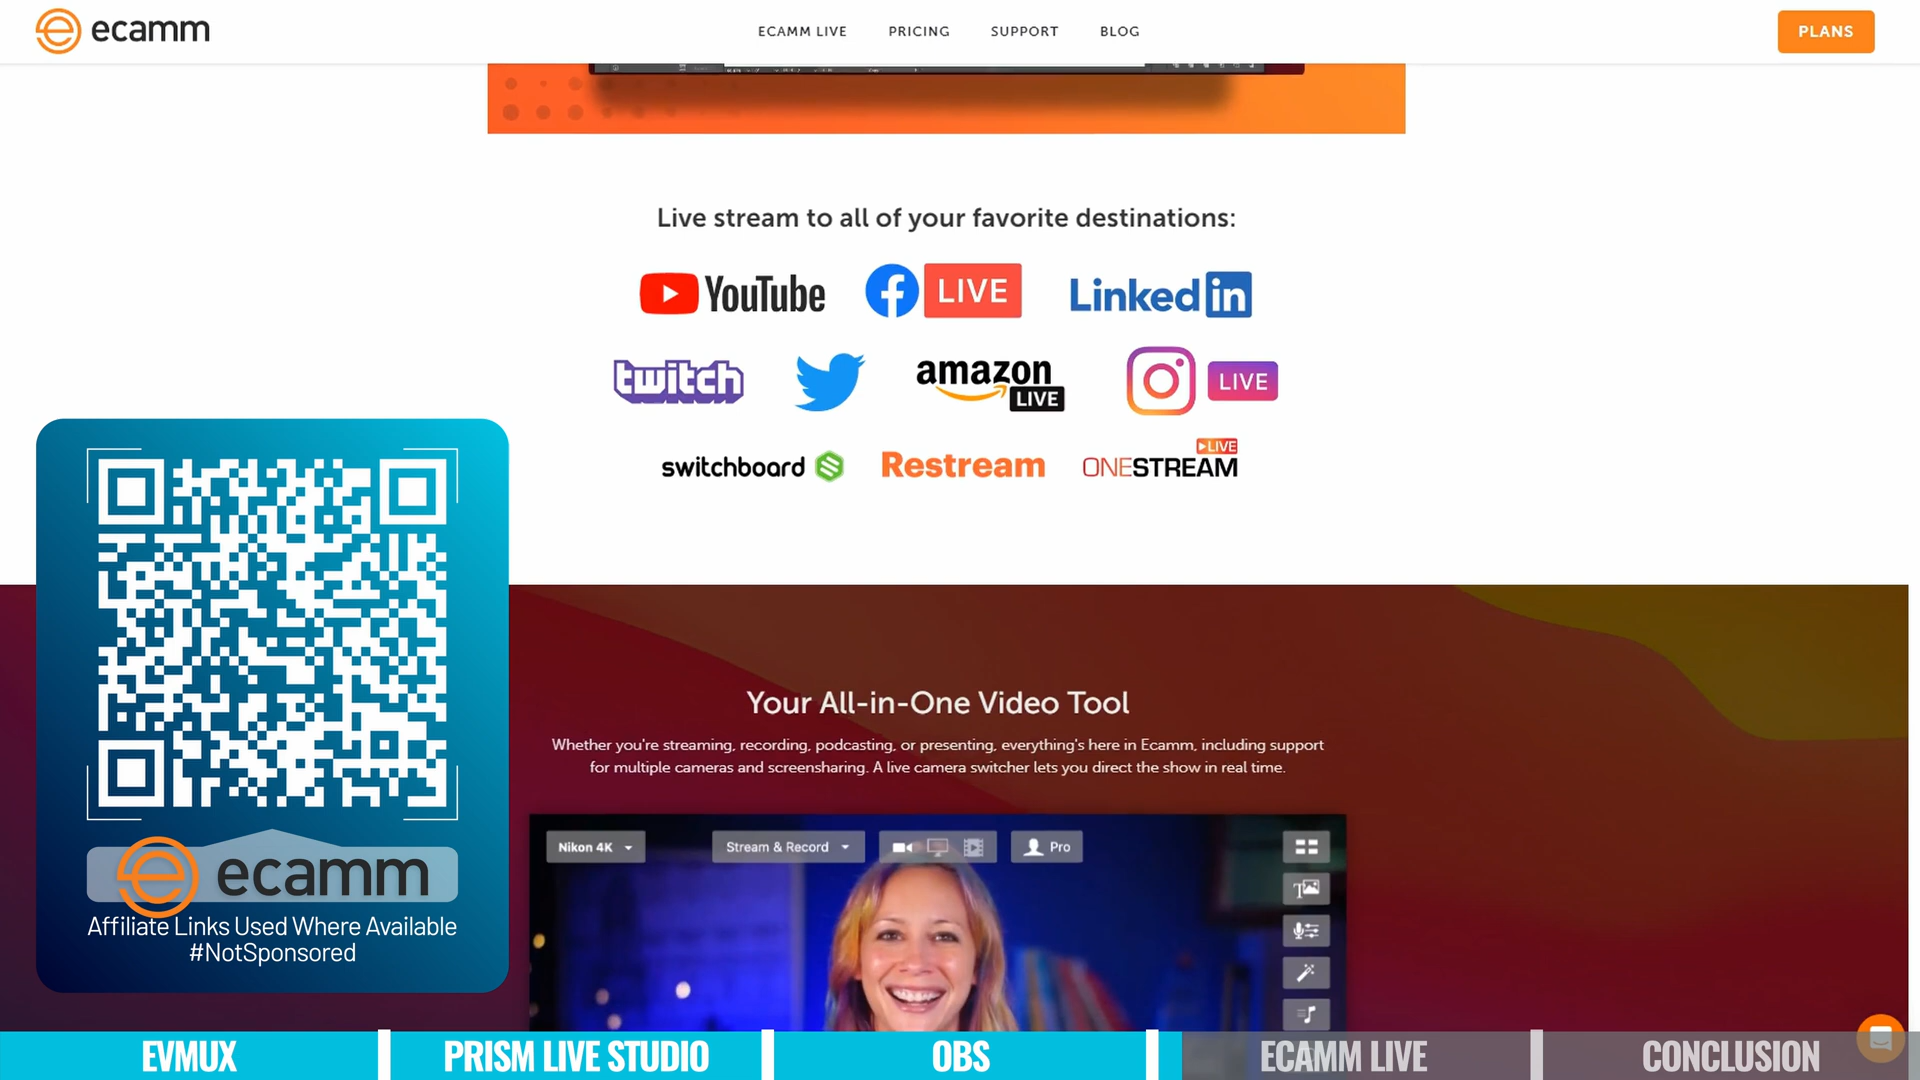 ecamm
ECAMM LIVE
PRICING
SUPPORT
BLOG
PLANS
Live stream to all of your favorite destinations:
YouTube
LIVE
Linked in
twitch
amazon
LIVE
LIVE
switchboard
Restream
LIVE
ONESTREAM
Your All-in-One Video Tool
Whether you're streaming, recording, podcasting, or presenting, everything's here in Ecamm, including support
for multiple cameras and screensharing. A live camera switcher lets you direct the show in real time.
Nikon 4K
Stream & Record
Pro
ecamm
Affiliate Links Used Where Available
#NotSponsored
EVMUX
PRISM LIVE STUDIO
OBS
ECAMM LIVE
CONCLUSION